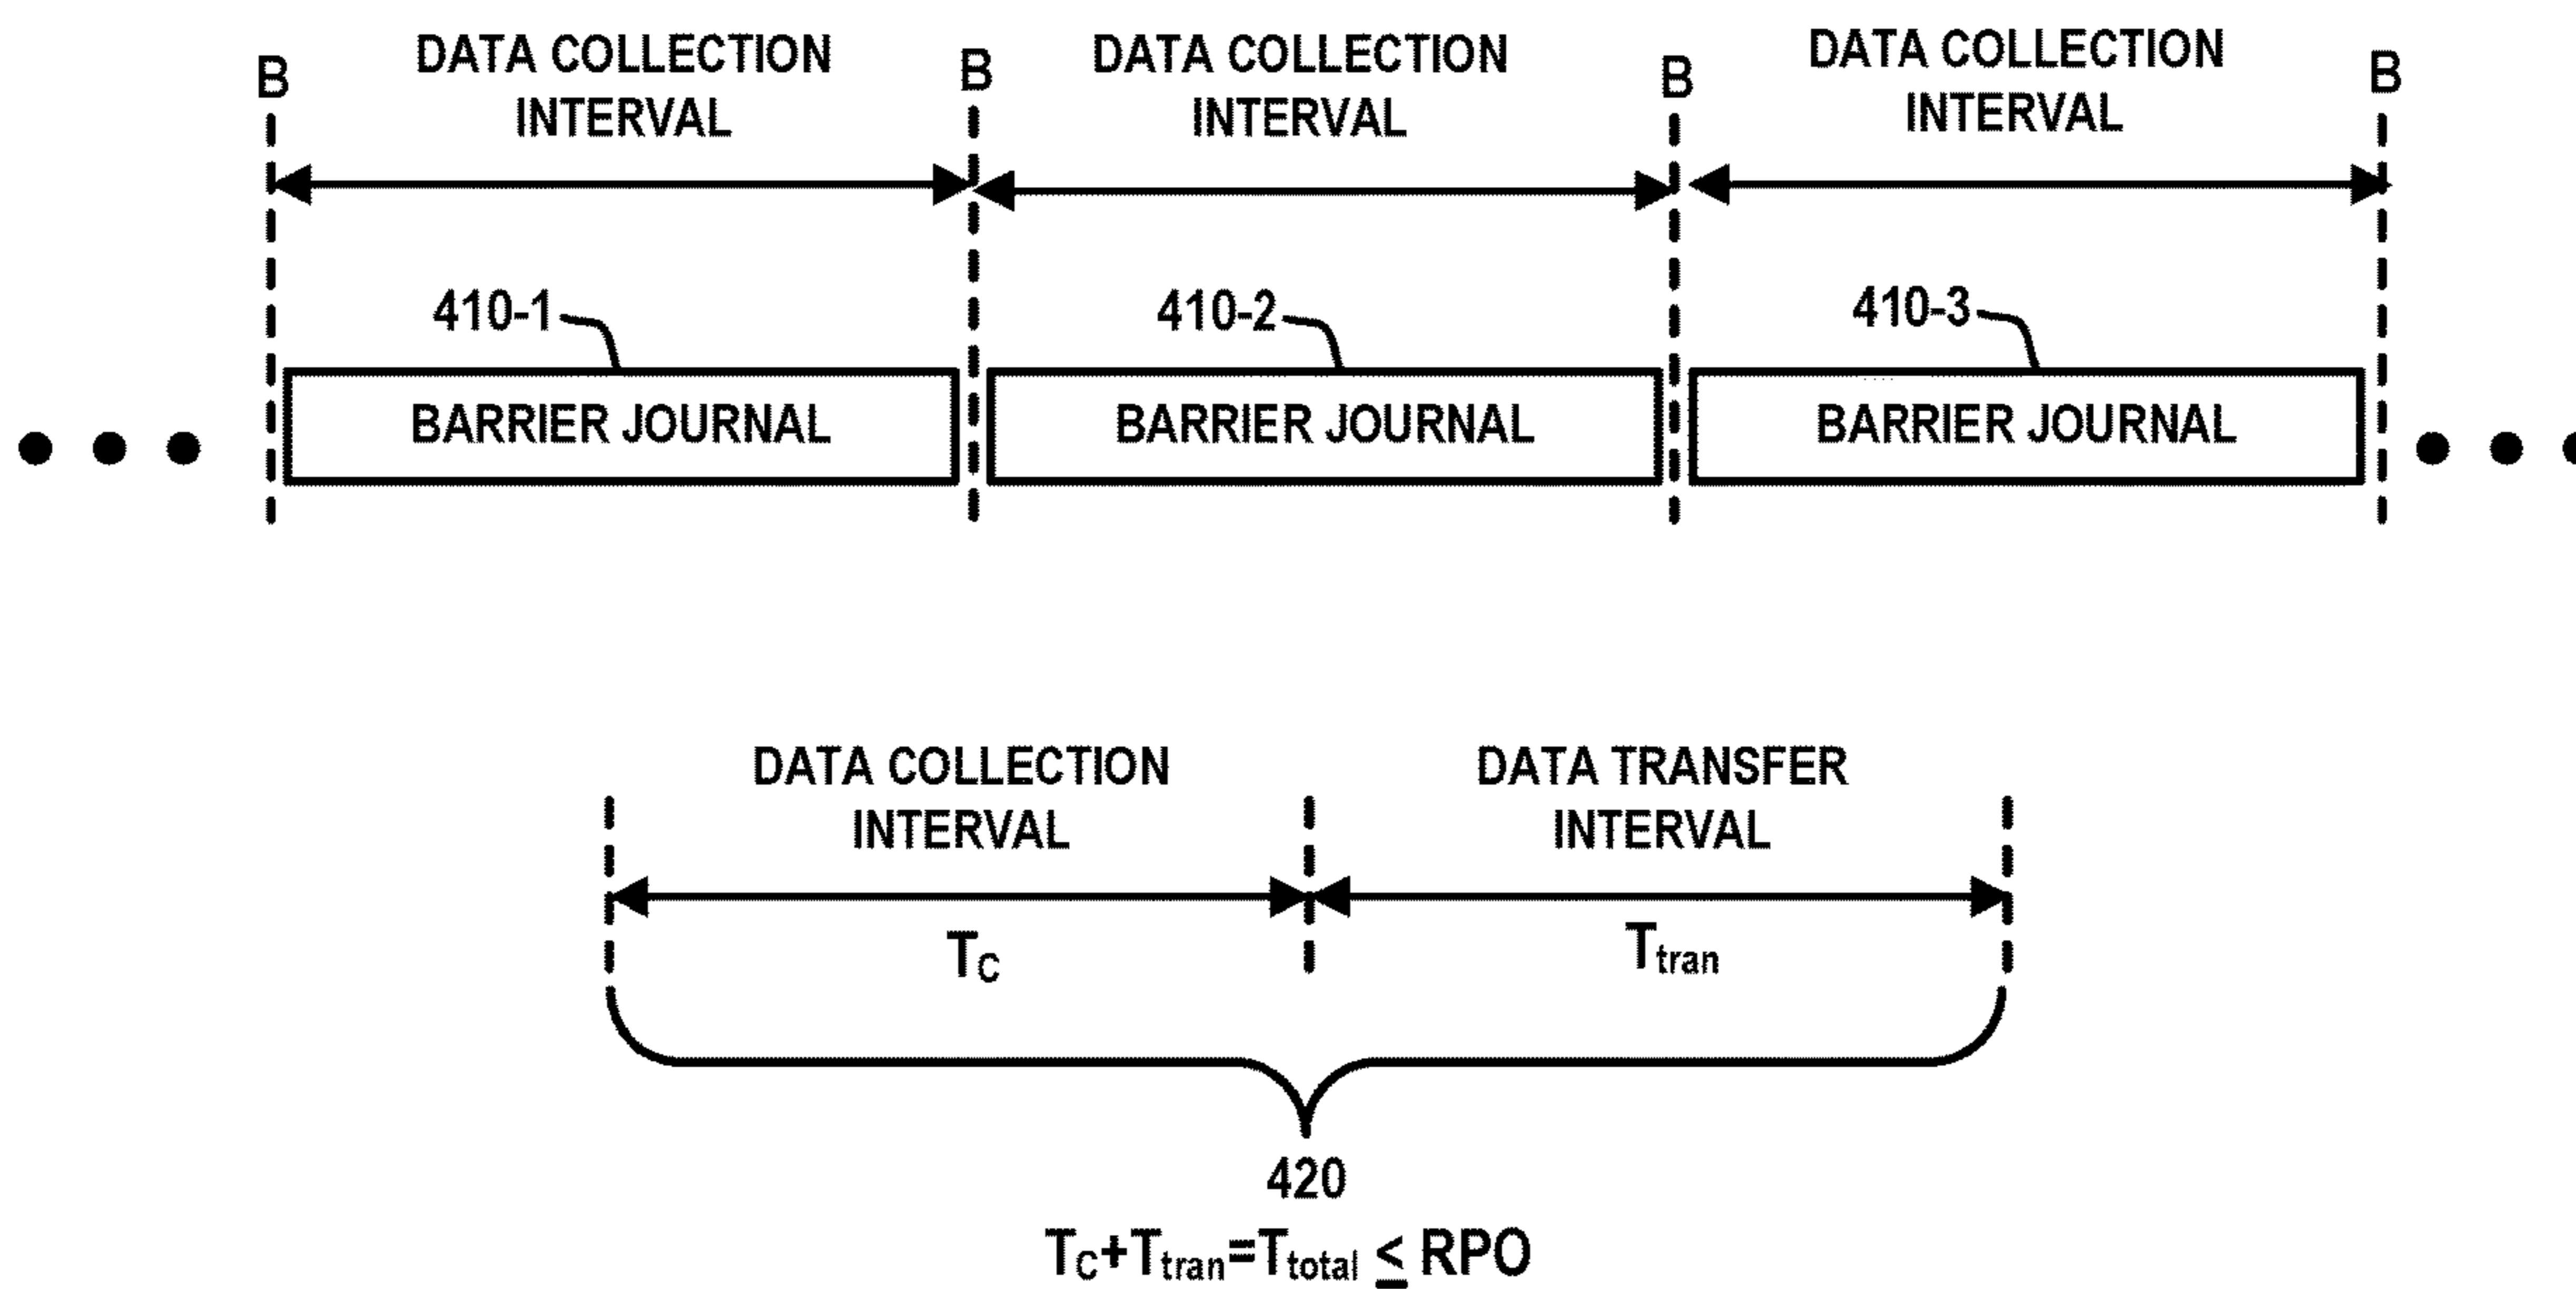 B DATA COLLECTION B DATA COLLECTION B DATA COLLECTION B
INTERVAL INTERVAL INTERVAL
410-1 410-2 410-3
BARRIER JOURNAL BARRIER JOURNAL BARRIER JOURNAL
DATA COLLECTION DATA TRANSFER
INTERVAL INTERVAL
TC Ttran
420
TC+Ttran=Ttotal ≤ RPO